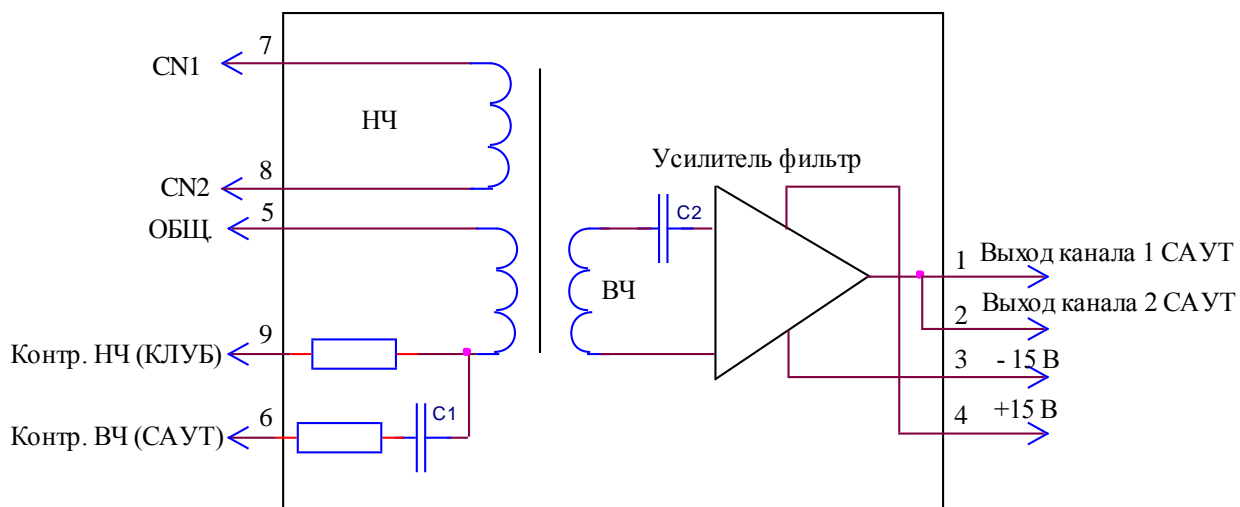 7
CN1
НЧ
8
CN2
5
ОБЩ.
Усилитель фильтр
C2
ВЧ
1 Выход канала 1 САУТ
2 Выход канала 2 САУТ
3 - 15 В
4 +15 В
9
Контр. НЧ (КЛУБ)
6
C1
Контр. ВЧ (САУТ)